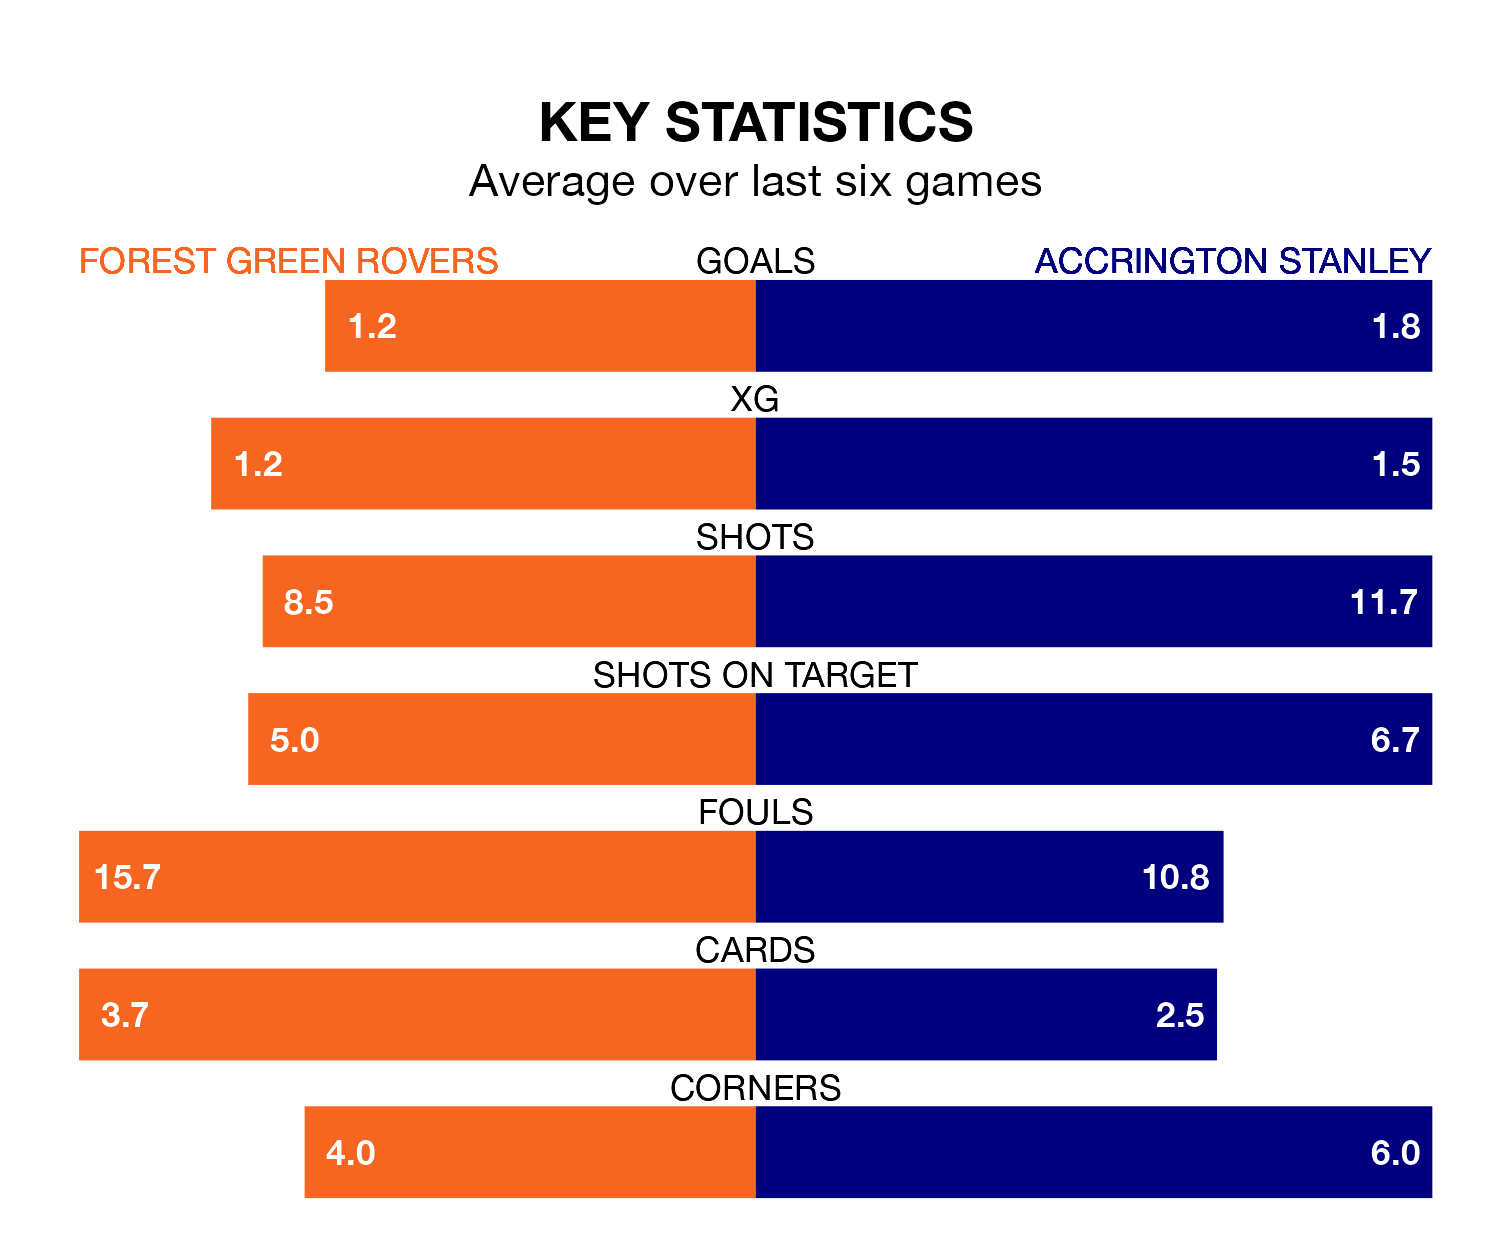 KEY STATISTICS
Average over last six games
FOREST GREEN ROVERS GOALS ACCRINGTON STANLEY
1.2 1.8
XG
1.2 1.5
SHOTS
8.5 11.7
SHOTS ON TARGET
5.0 6.7
FOULS
15.7 10.8
CARDS
3.7 2.5
CORNERS
4.0 6.0